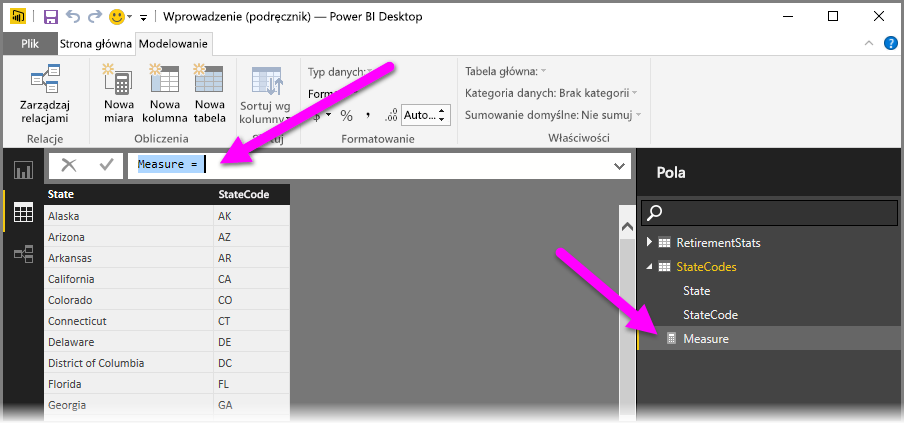 Wprowadzenie (podręcznik) — Power BI Desktop
Plik Strona główna Modelowanie
Zarządzaj relacjami
Relacje
Nowa miara
Nowa kolumna
Nowa tabela
Obliczenia
Sortuj wg kolumny
Typ danych:
$ % , .00 Auto...
Formatowanie
Tabela główna:
Kategoria danych: Brak kategorii
Sumowanie domyślne: Nie sumuj
Właściwości
Measure =
State StateCode
Alaska AK
Arizona AZ
Arkansas AR
California CA
Colorado CO
Connecticut CT
Delaware DE
District of Columbia DC
Florida FL
Georgia GA
Pola
RetirementStats
StateCodes
State
StateCode
Measure